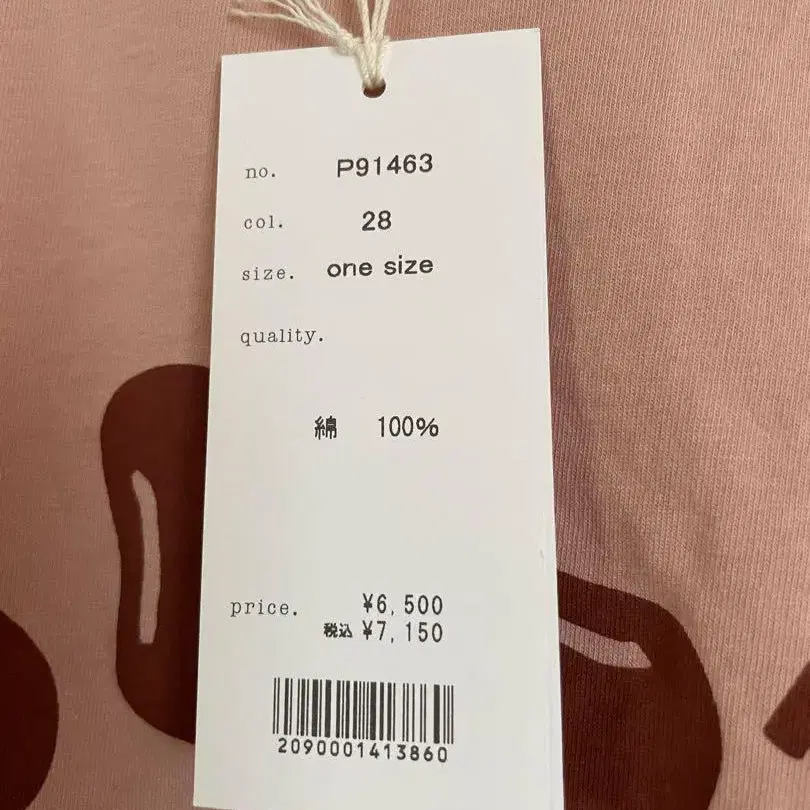 no. P91463
col. 28
size. one size
quality.
綿 100%
price. ¥6,500
税込 ¥7,150
2090001413860